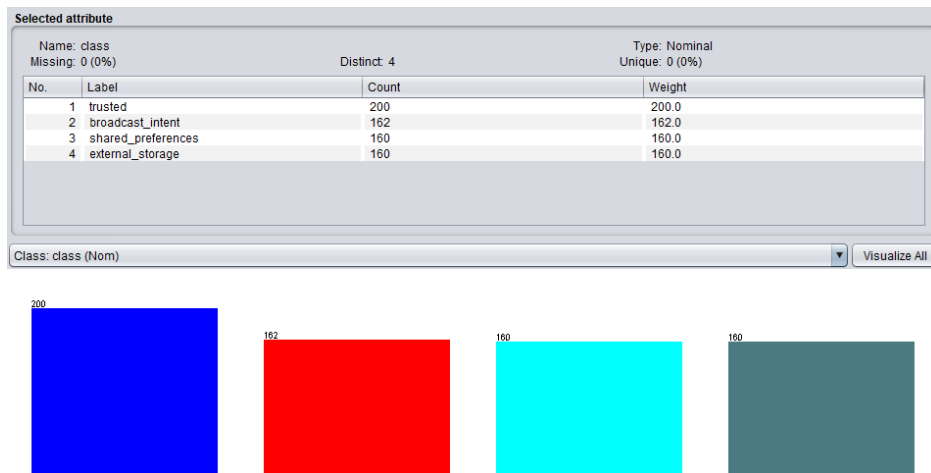 Selected attribute
Name: class Type: Nominal
Missing: 0 (0%) Distinct: 4 Unique: 0 (0%)
No. Label Count Weight
1 trusted 200 200.0
2 broadcast_intent 162 162.0
3 shared_preferences 160 160.0
4 external_storage 160 160.0
Class: class (Nom) Visualize All
200 162 160 160